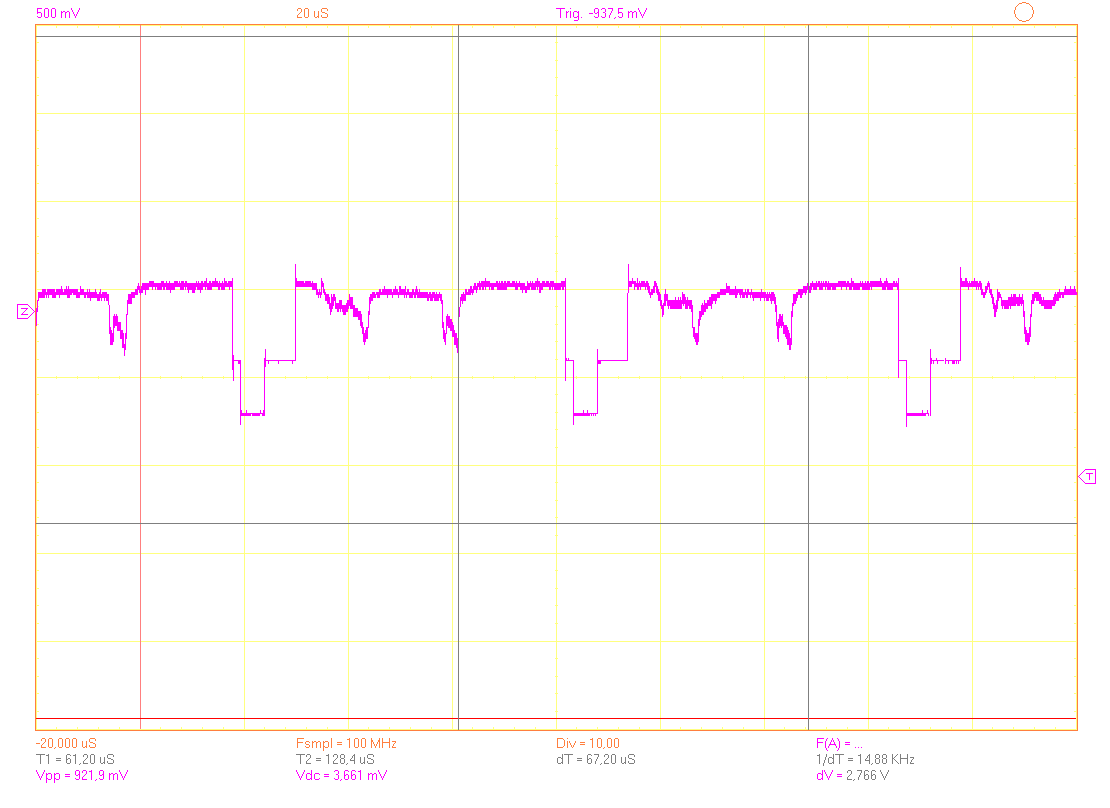 500 mV 20 uS Trig. -937,5 mV
Z
T
-20,000 uS Fsmpl = 100 MHz Div = 10,00 F(A) = ...
T1 = 61,20 uS T2 = 128,4 uS dT = 67,20 uS 1/dT = 14,88 KHz
Vpp = 921,9 mV Vdc = 3,661 mV dV = 2,766 V